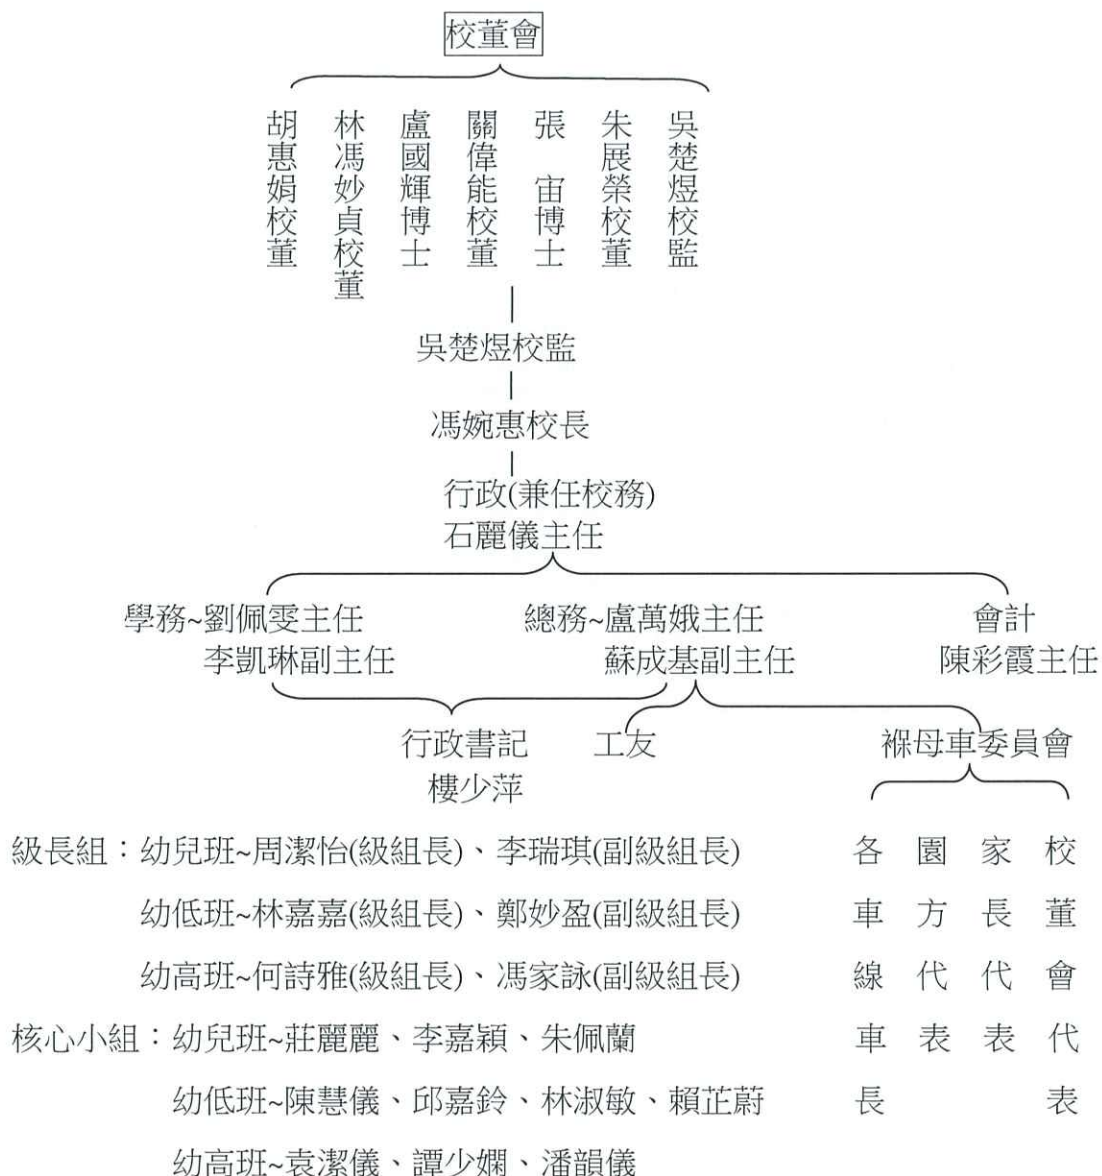 校董會
吳楚煜校監
朱展榮校董
張 宙博士
關偉能校董
盧國輝博士
林馮妙貞校董
胡惠娟校董
吳楚煜校監
馮婉惠校長
行政(兼任校務)
石麗儀主任
學務~劉佩雯主任
李凱琳副主任
總務~盧萬娥主任
蘇成基副主任
會計
陳彩霞主任
行政書記
樓少萍
工友
褓母車委員會
校董會代表
家長代表
園方代表
各車線車長
級長組：幼兒班~周潔怡(級組長)、李瑞琪(副級組長)
幼低班~林嘉嘉(級組長)、鄭妙盈(副級組長)
幼高班~何詩雅(級組長)、馮家詠(副級組長)
核心小組：幼兒班~莊麗麗、李嘉穎、朱佩蘭
幼低班~陳慧儀、邱嘉鈴、林淑敏、賴芷蔚
幼高班~袁潔儀、譚少嫻、潘韻儀